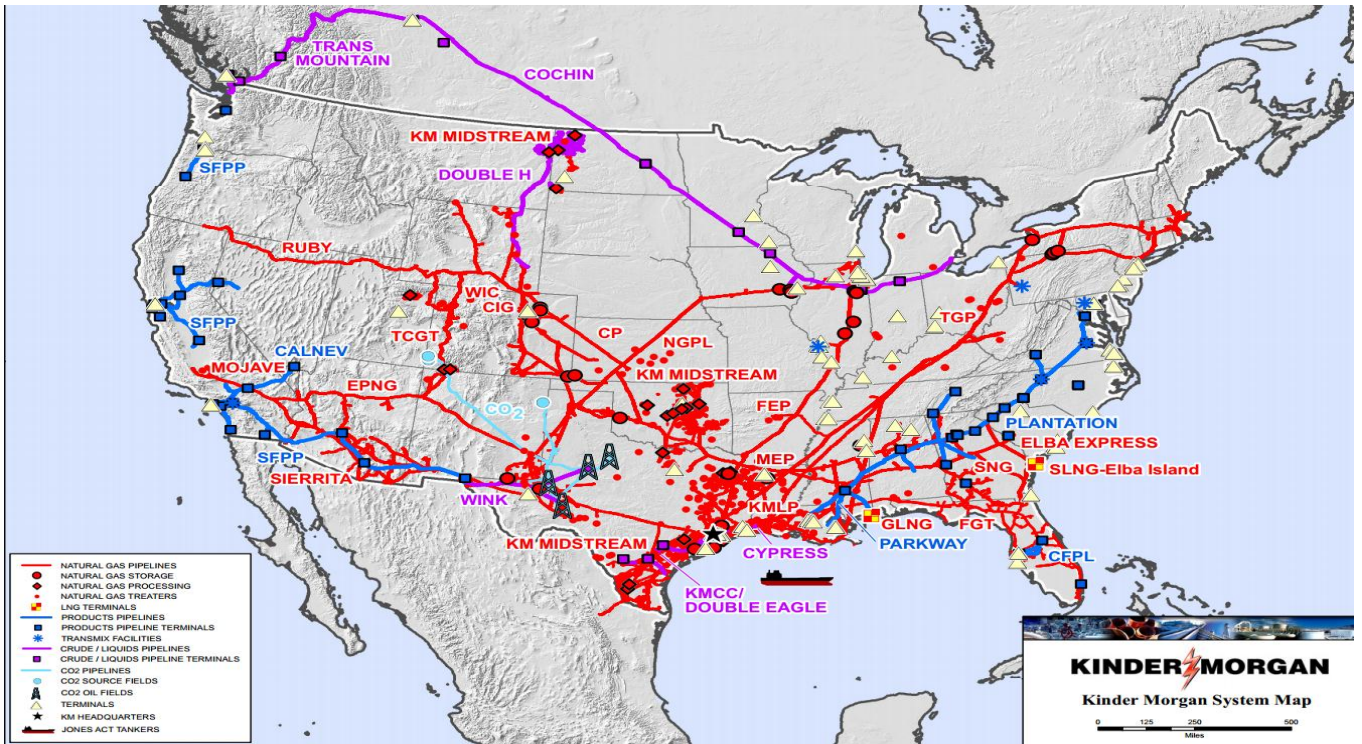 TRANS
MOUNTAIN
COCHIN
KM MIDSTREAM
SFPP
DOUBLE H
RUBY
WIC
CIG
SFPP
TCGT
CP
NGPL
TGP
CALNEV
MOJAVE
EPNG
KM MIDSTREAM
CO2
FEP
PLANTATION
SFPP
MEP
ELBA EXPRESS
SNG
SLNG-Elba Island
SIERRITA
WINK
KMLP
GLNG
FGT
KM MIDSTREAM
CYPRESS
PARKWAY
CFPL
KMCC/
DOUBLE EAGLE
NATURAL GAS PIPELINES
NATURAL GAS STORAGE
NATURAL GAS PROCESSING
NATURAL GAS TREATERS
LNG TERMINALS
PRODUCTS PIPELINES
PRODUCTS PIPELINE TERMINALS
TRANSMIX FACILITIES
CRUDE / LIQUIDS PIPELINES
CRUDE / LIQUIDS PIPELINE TERMINALS
CO2 PIPELINES
CO2 SOURCE FIELDS
CO2 OIL FIELDS
TERMINALS
KM HEADQUARTERS
JONES ACT TANKERS
KINDER MORGAN
Kinder Morgan System Map
0 125 250 500
Miles